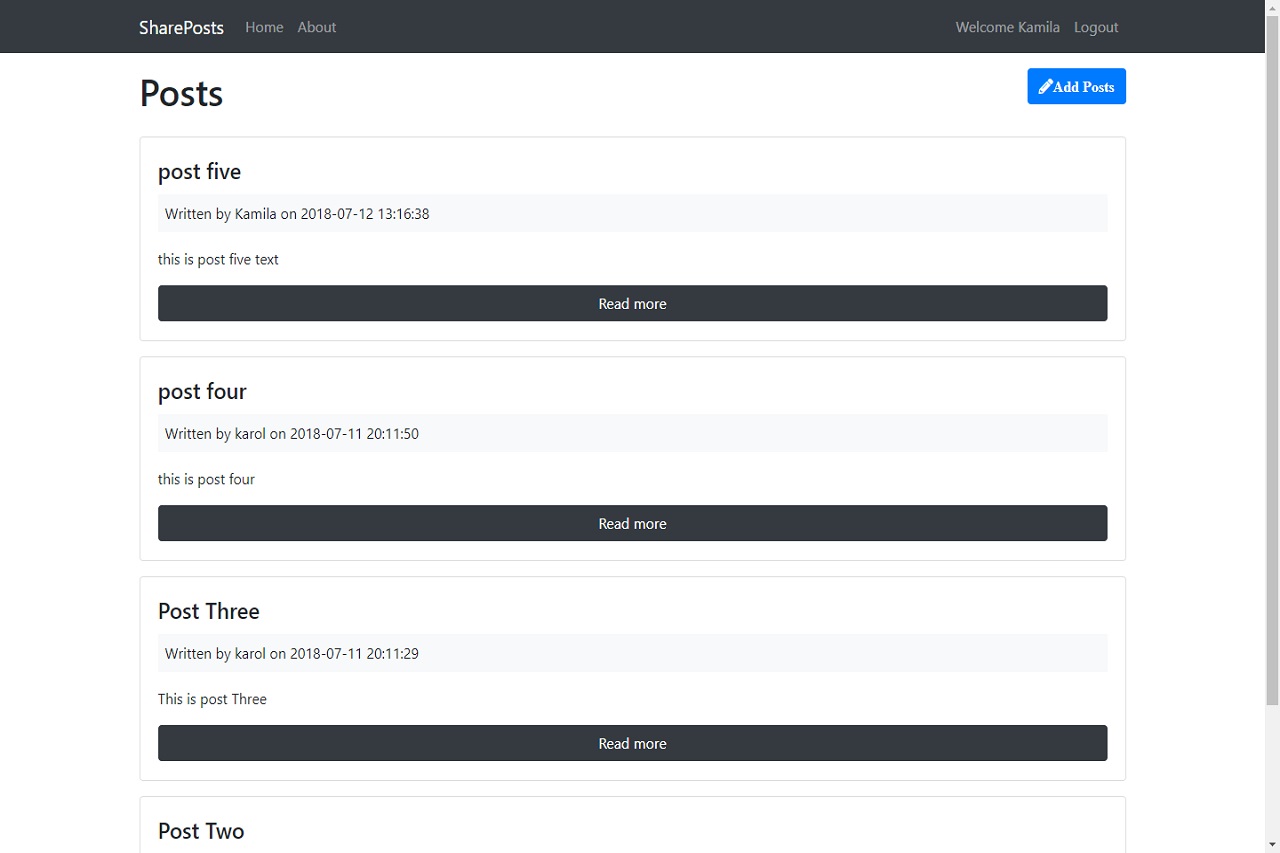 SharePosts Home About Welcome Kamila Logout
Posts
Add Posts
post five
Written by Kamila on 2018-07-12 13:16:38
this is post five text
Read more
post four
Written by karol on 2018-07-11 20:11:50
this is post four
Read more
Post Three
Written by karol on 2018-07-11 20:11:29
This is post Three
Read more
Post Two